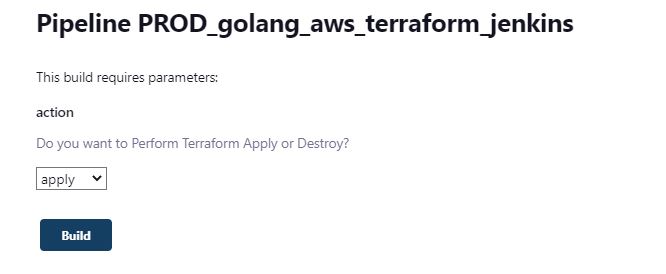 Pipeline PROD_golang_aws_terraform_jenkins
This build requires parameters:
action
Do you want to Perform Terraform Apply or Destroy?
apply
Build